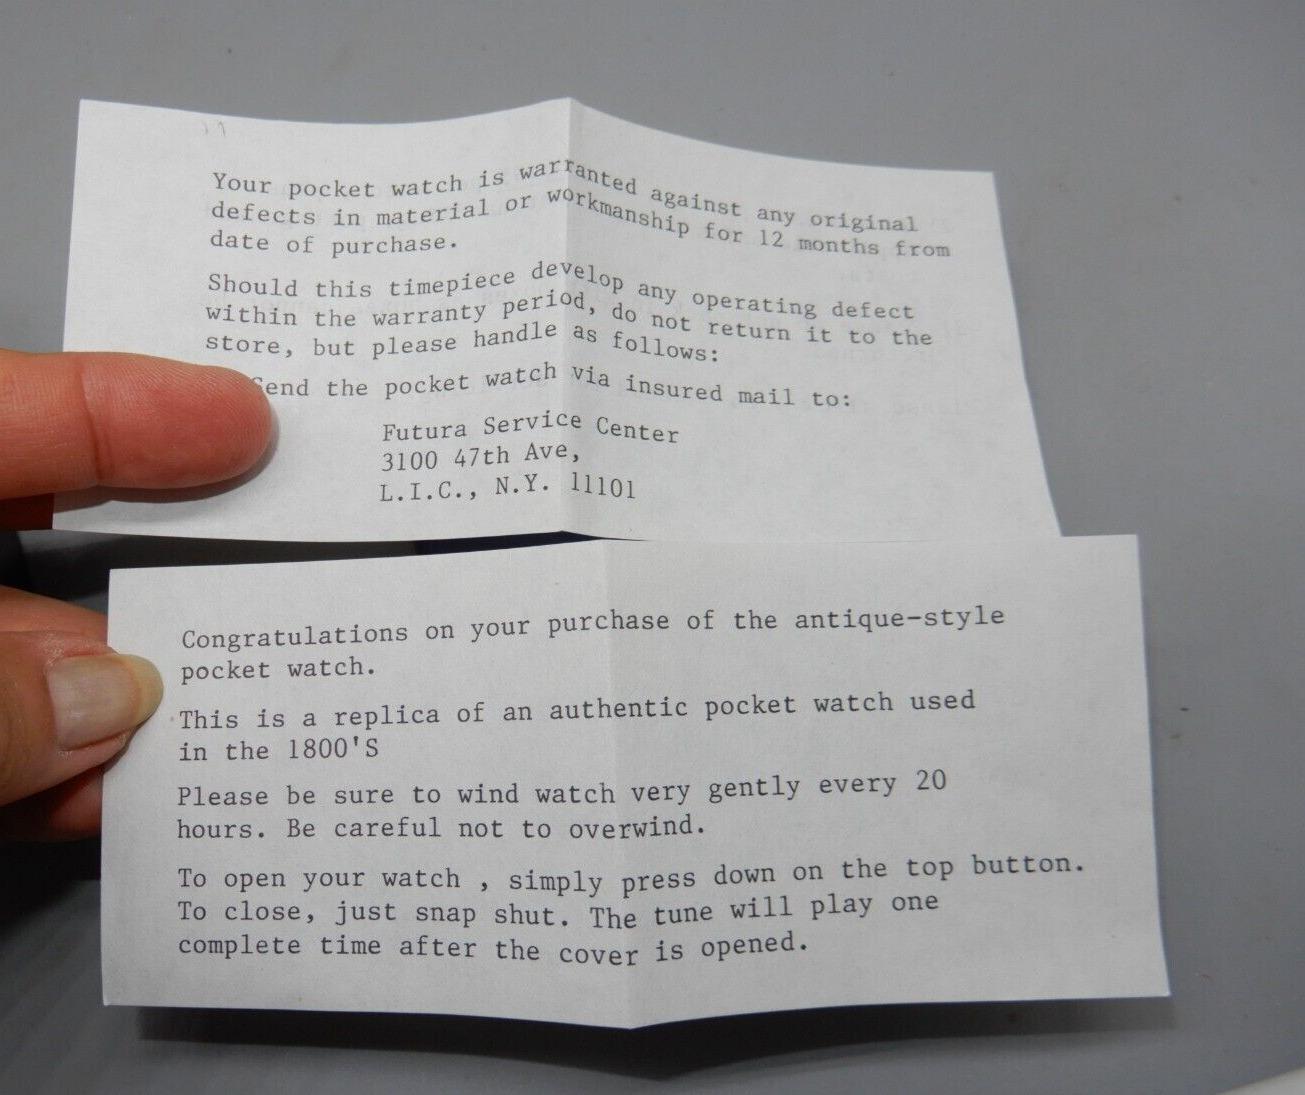 Your pocket watch is warranted against any original
defects in material or workmanship for 12 months from
date of purchase.
Should this timepiece develop any operating defect
within the warranty period, do not return it to the
store, but please handle as follows:
Send the pocket watch via insured mail to:
Futura Service Center
3100 47th Ave,
L.I.C., N.Y. 11101
Congratulations on your purchase of the antique-style
pocket watch.
This is a replica of an authentic pocket watch used
in the 1800'S
Please be sure to wind watch very gently every 20
hours. Be careful not to overwind.
To open your watch , simply press down on the top button.
To close, just snap shut. The tune will play one
complete time after the cover is opened.